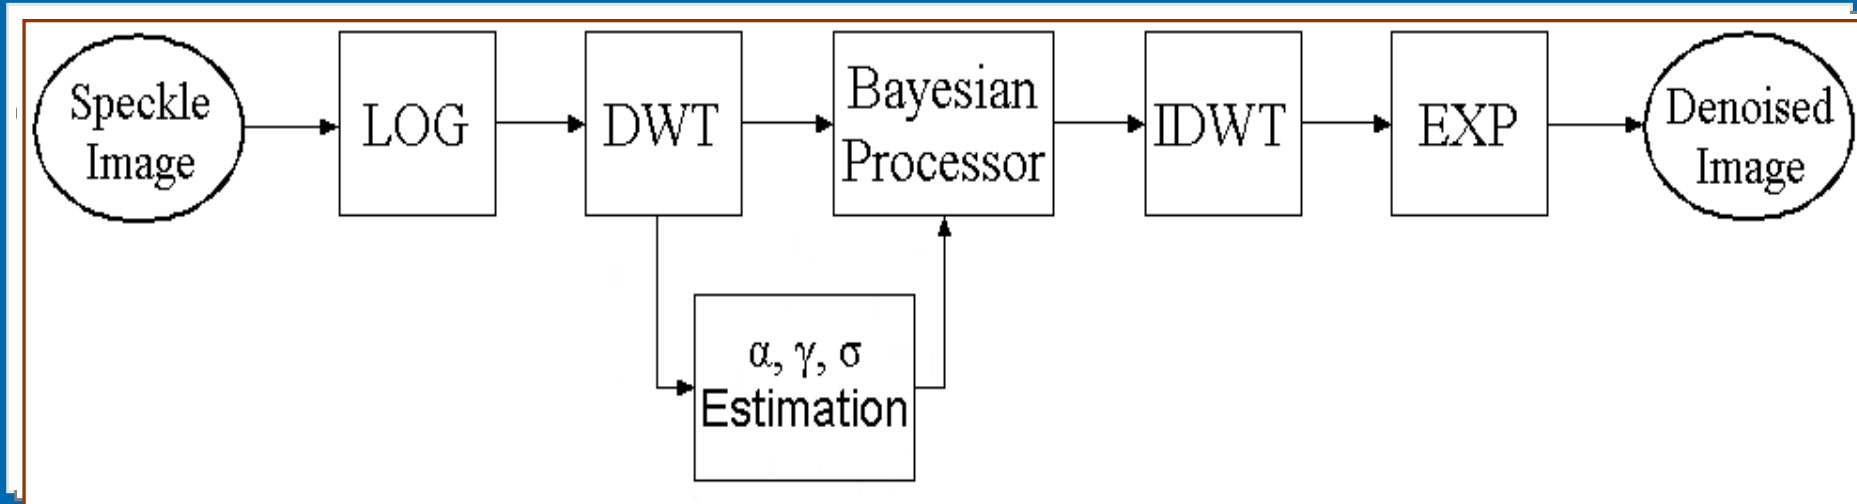 Speckle
Image
LOG
DWT
Bayesian
Processor
IDWT
EXP
Denoised
Image
α, γ, σ
Estimation